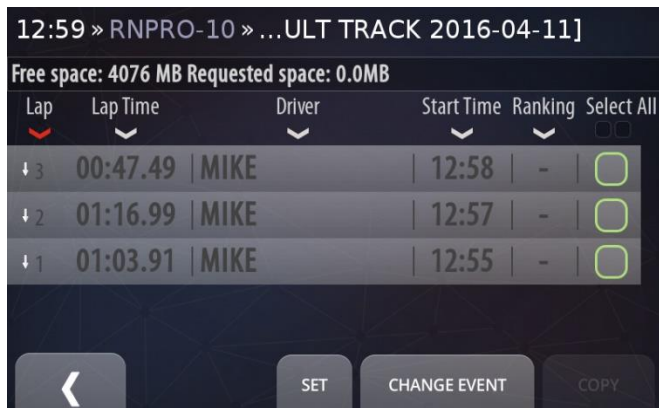 12:59 » RNPRO-10 » ...ULT TRACK 2016-04-11]
Free space: 4076 MB Requested space: 0.0MB
Lap Lap Time Driver Start Time Ranking Select All
3 00:47.49 | MIKE | 12:58 | - |
2 01:16.99 | MIKE | 12:57 | - |
1 01:03.91 | MIKE | 12:55 | - |
SET CHANGE EVENT COPY